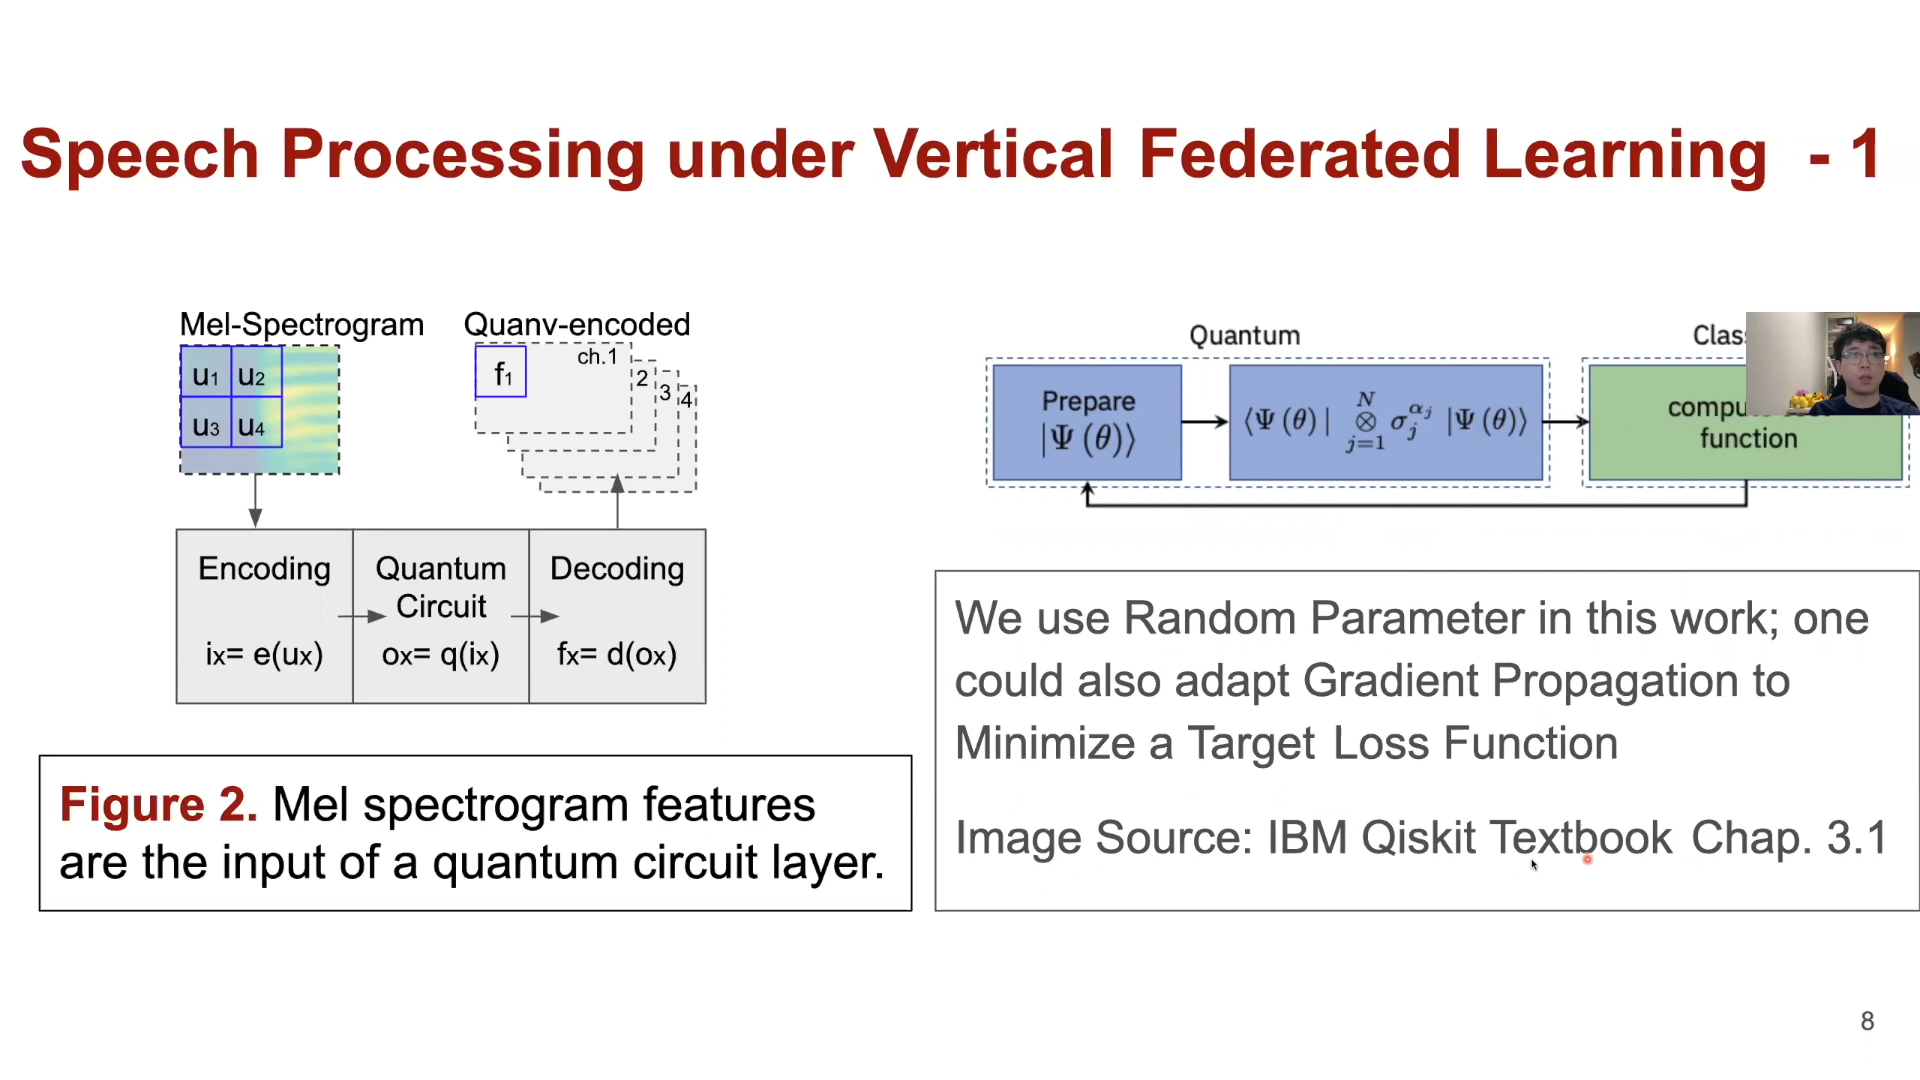 Speech Processing under Vertical Federated Learning - 1
Mel-Spectrogram
u1 u2
u3 u4
Quanv-encoded
f1
ch.1
2
3
4
Encoding
ix= e(ux)
Quantum
Circuit
ox= q(ix)
Decoding
fx= d(ox)
Figure 2. Mel spectrogram features
are the input of a quantum circuit layer.
Quantum
Prepare
|Ψ (θ)⟩
⟨Ψ (θ)| ⊗_{j=1}^{N} σ_j^{α_j} |Ψ (θ)⟩
function
We use Random Parameter in this work; one
could also adapt Gradient Propagation to
Minimize a Target Loss Function
Image Source: IBM Qiskit Textbook Chap. 3.1
8